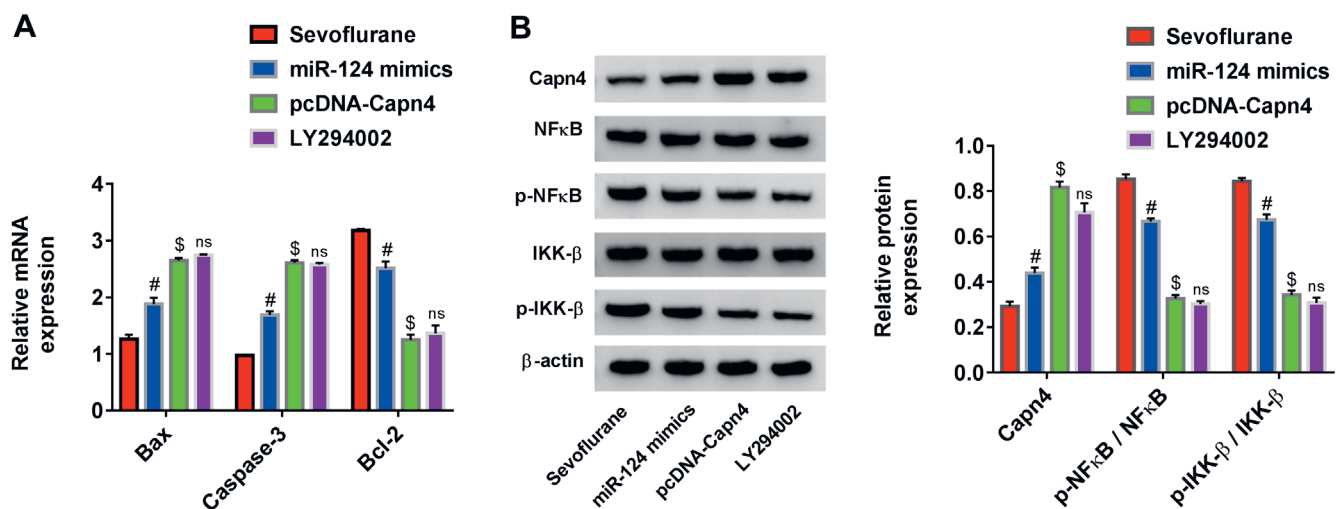 A
Sevoflurane
miR-124 mimics
pcDNA-Capn4
LY294002
Relative mRNA
expression
4
3
2
1
0
#
$
ns
#
$
ns
#
$
ns
Bax
Caspase-3
Bcl-2
B
Capn4
NFκB
p-NFκB
IKK-β
p-IKK-β
β-actin
Sevoflurane
miR-124 mimics
pcDNA-Capn4
LY294002
Sevoflurane
miR-124 mimics
pcDNA-Capn4
LY294002
Relative protein
expression
1.0
0.8
0.6
0.4
0.2
0.0
#
$
ns
#
$
ns
#
$
ns
Capn4
p-NFκB / NFκB
p-IKK-β / IKK-β